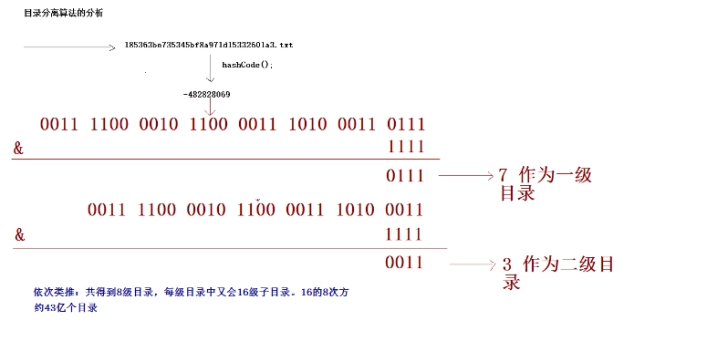 目录分离算法的分析
185363be735345bf8a971d15332601a3.txt
hashCode();
-482828069
0011 1100 0010 1100 0011 1010 0011 0111
& 1111
0111
7 作为一级
目录
0011 1100 0010 1100 0011 1010 0011
& 1111
0011
3 作为二级目
录
依次类推：共得到8级目录，每级目录中又会16级子目录。16的8次方
约43亿个目录